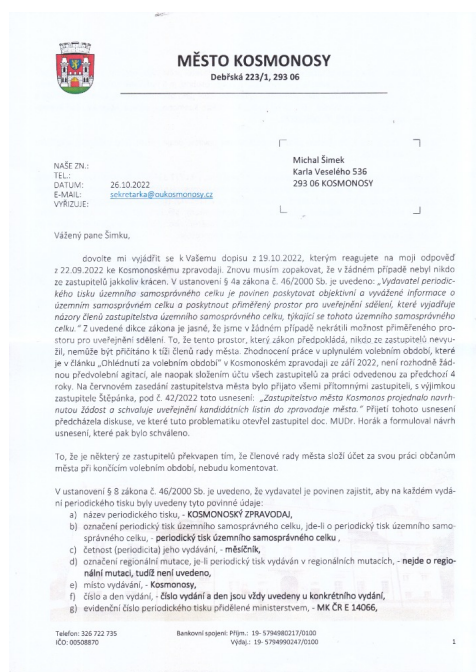 MĚSTO KOSMONOSY
Debřská 223/1, 293 06
Michal Šimek
Karla Veselého 536
293 06 KOSMONOSY
NAŠE ZN.:
TEL.:
DATUM: 26.10.2022
E-MAIL: sekretarka@oukosmonosy.cz
VYŘIZUJE:
Vážený pane Šimku,
dovolte mi vyjádřit se k Vašemu dopisu z 19.10.2022, kterým reagujete na moji odpověď
z 22.09.2022 ke Kosmonoskému zpravodaji. Znovu musím zopakovat, že v žádném případě nebyl nikdo
ze zastupitelů jakkoliv krácen. V ustanovení § 4a zákona č. 46/2000 Sb. je uvedeno: „Vydavatel periodic-
kého tisku územního samosprávného celku je povinen poskytovat objektivní a vyvážené informace o
územním samosprávném celku a poskytnout přiměřený prostor pro uveřejnění sdělení, které vyjadřuje
názory členů zastupitelstva územního samosprávného celku, týkající se tohoto územního samosprávného
celku." Z uvedené dikce zákona je jasné, že jsme v žádném případě nekrátili možnost přiměřeného pro-
storu pro uveřejnění sdělení. To, že tento prostor, který zákon předpokládá, nikdo ze zastupitelů nevyu-
žil, nemůže být přičítáno k tíži členů rady města. Zhodnocení práce v uplynulém volebním období, které
je v článku „Ohlédnutí za volebním období" v Kosmonoském zpravodaji ze září 2022, není rozhodně žád-
nou předvolební agitací, ale naopak složením účtu všech zastupitelů za práci odvedenou za předchozí 4
roky. Na červnovém zasedání zastupitelstva města bylo přijato všemi přítomnými zastupiteli, s výjimkou
zastupitele Štěpánka, pod č. 42/2022 toto usnesení: „Zastupitelstvo města Kosmonos projednalo navrh-
nutou žádost a schvaluje uveřejnění kandidátních listin do zpravodaje města." Přijetí tohoto usnesení
předcházela diskuse, ve které tuto problematiku otevřel zastupitel doc. MUDr. Horák a formuloval návrh
usnesení, které pak bylo schváleno.
To, že je některý ze zastupitelů překvapen tím, že členové rady města složí účet za svou práci občanům
města při končícím volebním období, nebudu komentovat.
V ustanovení § 8 zákona č. 46/2000 Sb. je uvedeno, že vydavatel je povinen zajistit, aby na každém vydá-
ní periodického tisku byly uvedeny tyto povinné údaje:
a) název periodického tisku, - KOSMONOSKÝ ZPRAVODAJ,
b) označení periodický tisk územního samosprávného celku, jde-li o periodický tisk územního samo-
správného celku, - periodický tisk územního samosprávného celku ,
c) četnost (periodicita) jeho vydávání, - měsíčník,
d) označení regionální mutace, je-li periodický tisk vydáván v regionálních mutacích, - nejde o regio-
nální mutaci, tudíž není uvedeno,
e) místo vydávání, - Kosmonosy,
f) číslo a den vydání, - číslo vydání a den jsou vždy uvedeny u konkrétního vydání,
g) evidenční číslo periodického tisku přidělené ministerstvem, - MK ČR E 14066,
Telefon: 326 722 735 Bankovní spojení: Příjm.: 19- 5794980217/0100
IČO: 00508870 Výdaj.: 19- 5794990247/0100 1